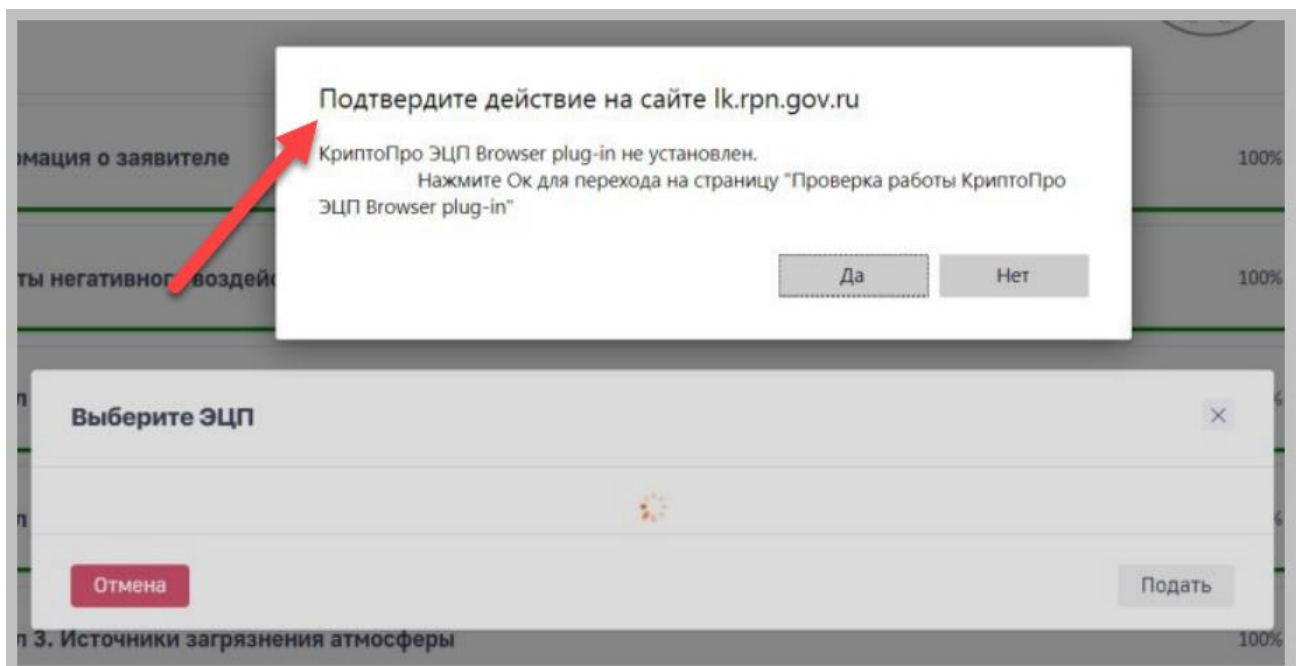 Подтвердите действие на сайте lk.rpn.gov.ru
КриптоПро ЭЦП Browser plug-in не установлен.
Нажмите Ок для перехода на страницу "Проверка работы КриптоПро
ЭЦП Browser plug-in"
Да Нет
мация о заявителе 100%
ты негативног воздей 100%
Выберите ЭЦП
Отмена Подать
л 3. Источники загрязнения атмосферы 100%